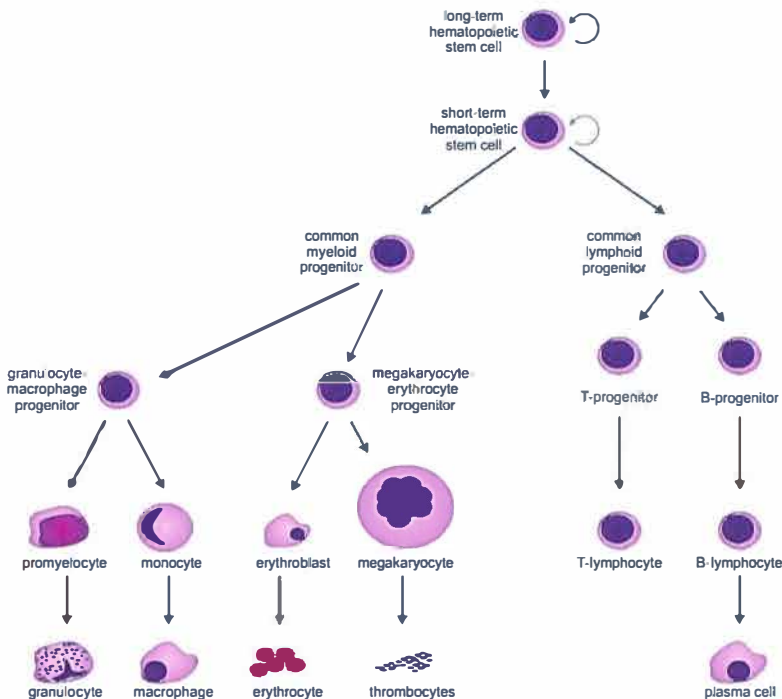 long-term
hematopoietic
stem cell
short-term
hematopoietic
stem cell
common
myeloid
progenitor
common
lymphoid
progenitor
granulocyte-
macrophage
progenitor
megakaryocyte-
erythrocyte
progenitor
T-progenitor
B-progenitor
promyelocyte
monocyte
erythroblast
megakaryocyte
T-lymphocyte
B-lymphocyte
granulocyte
macrophage
erythrocyte
thrombocytes
plasma cell